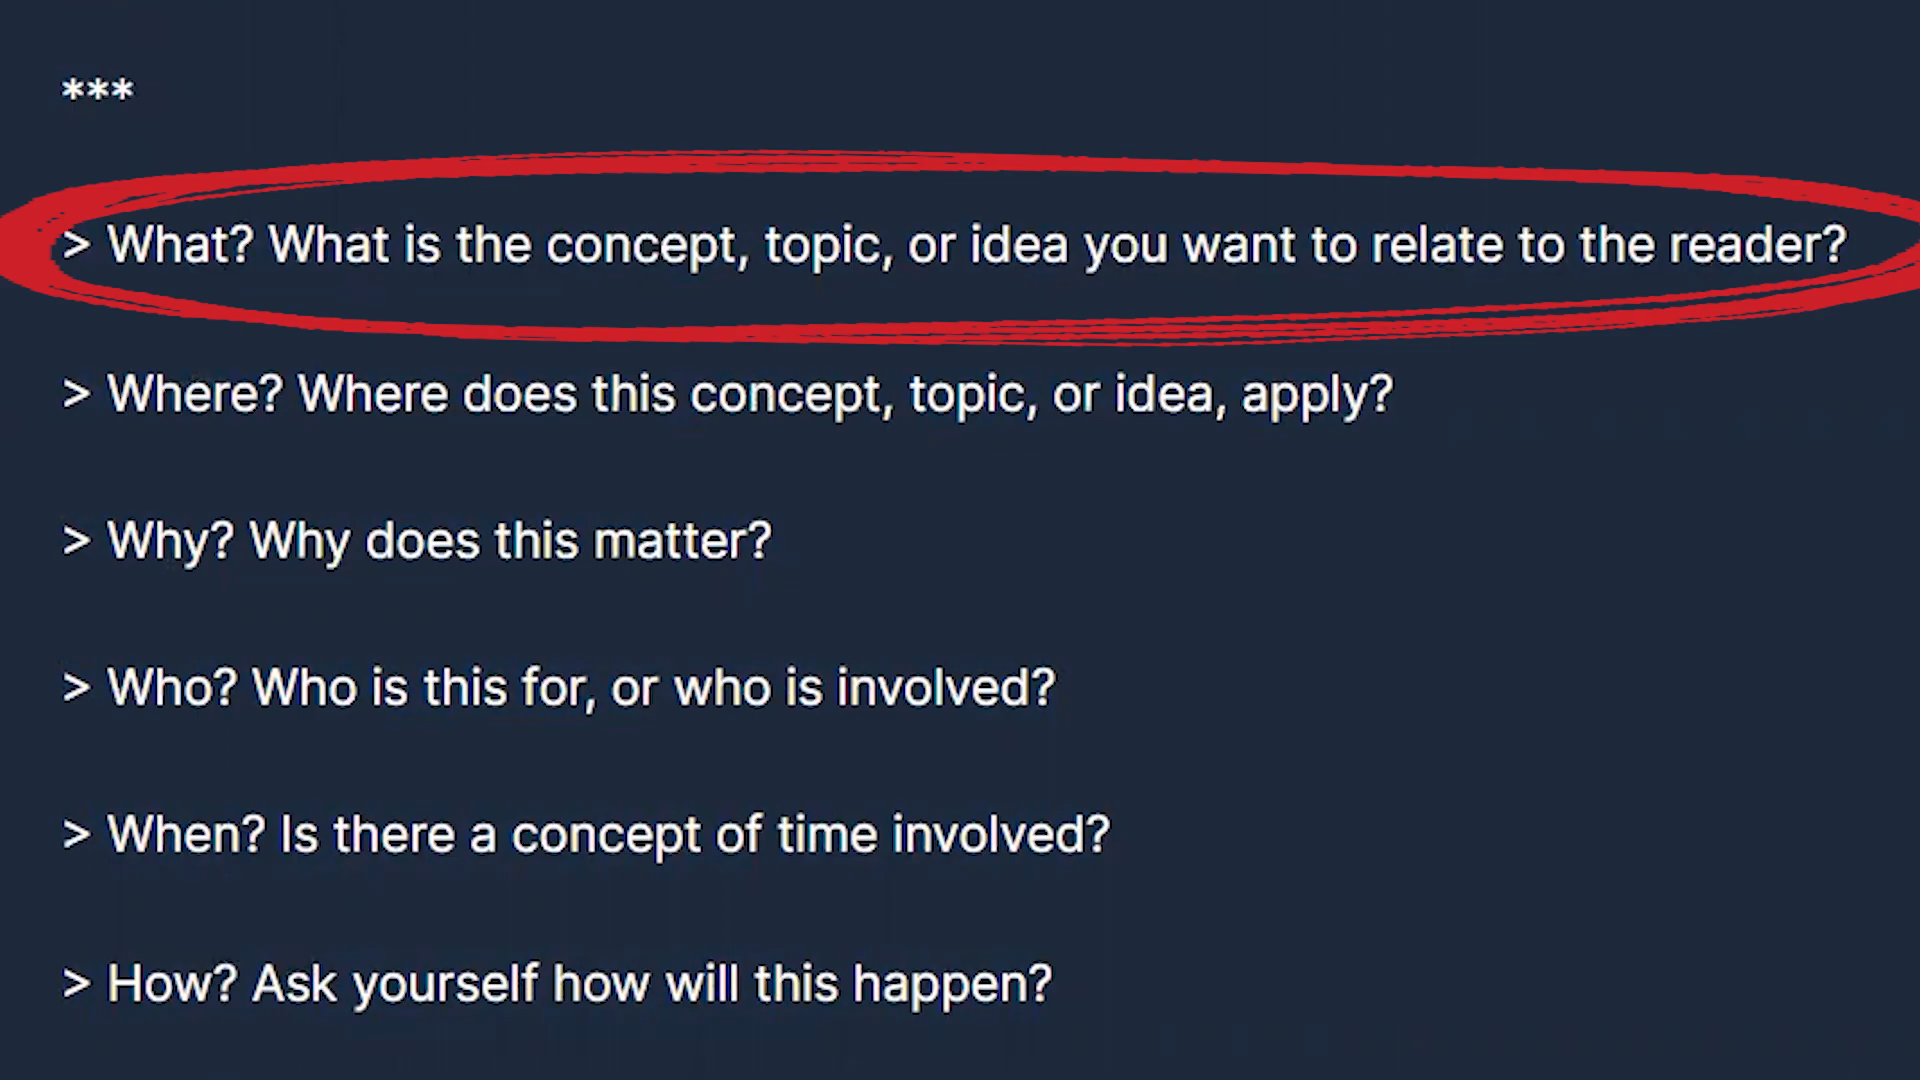 ***
> What? What is the concept, topic, or idea you want to relate to the reader?
> Where? Where does this concept, topic, or idea, apply?
> Why? Why does this matter?
> Who? Who is this for, or who is involved?
> When? Is there a concept of time involved?
> How? Ask yourself how will this happen?